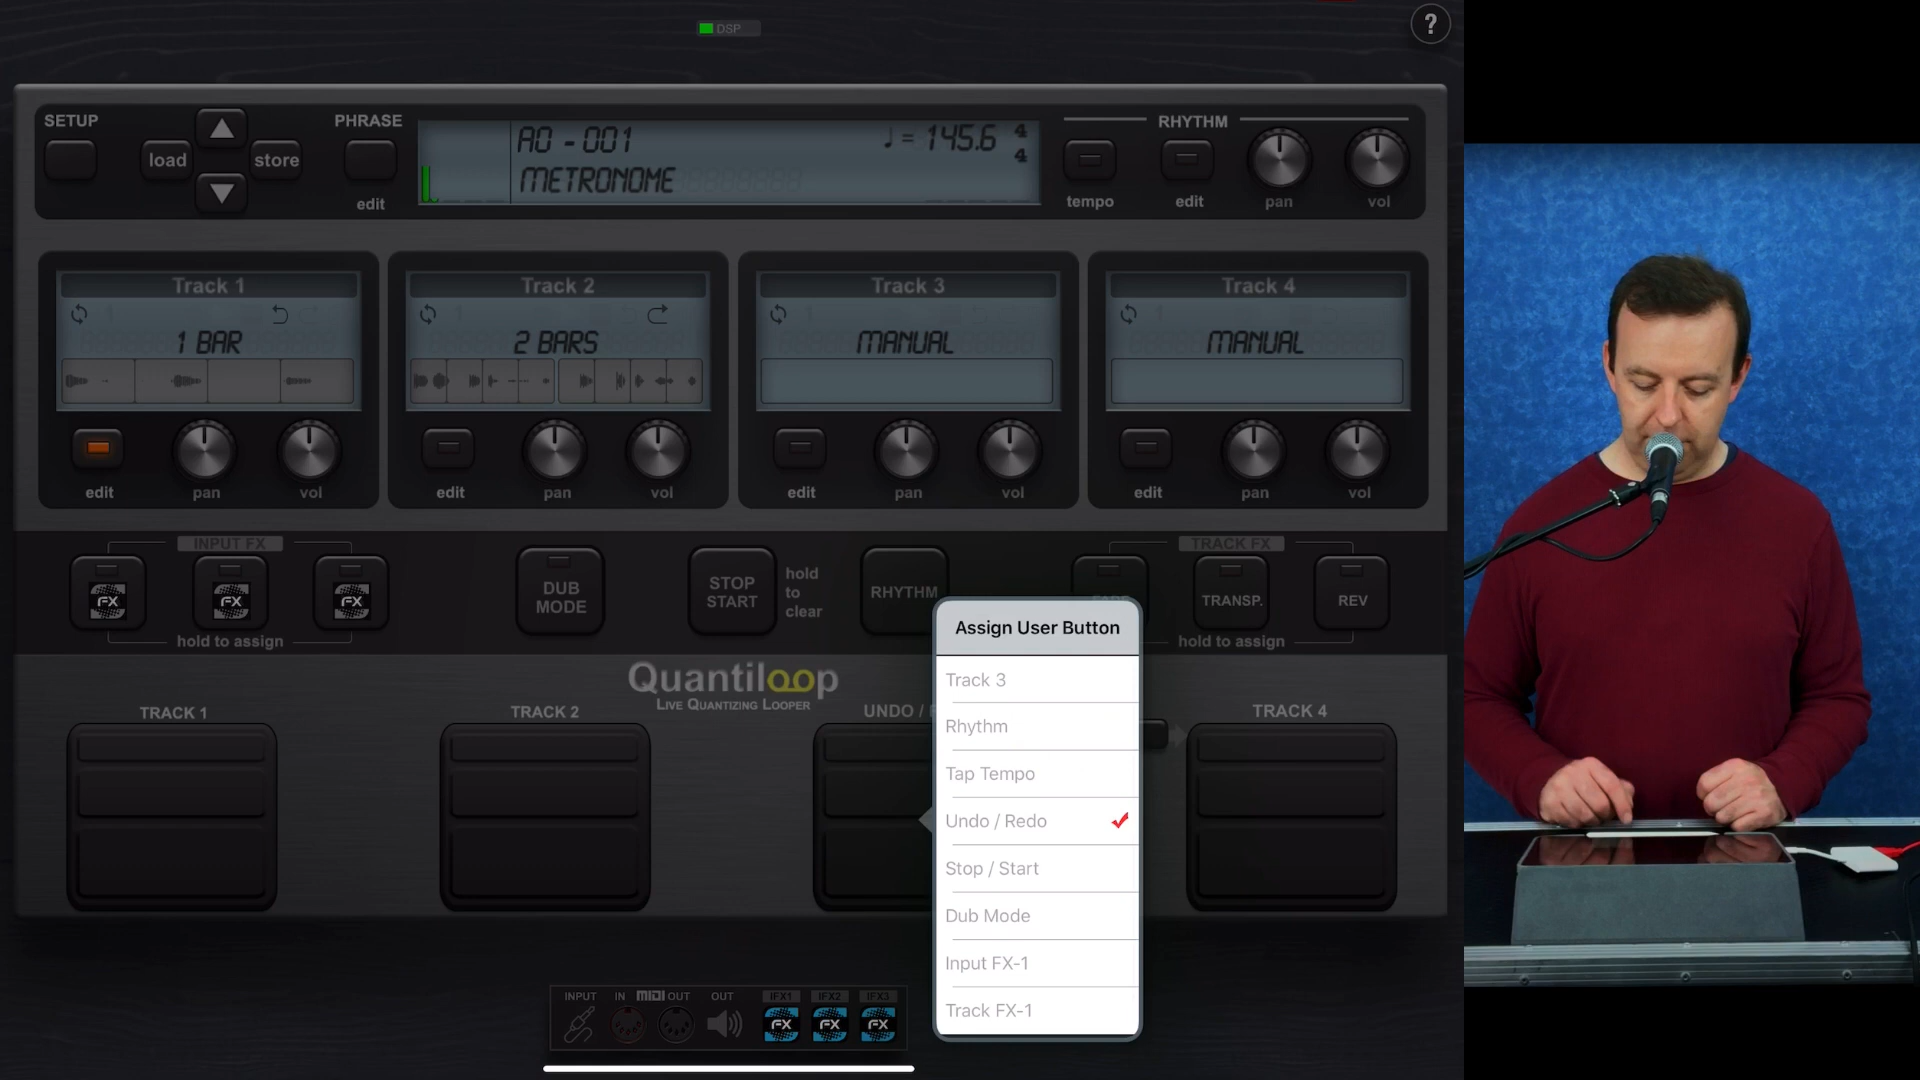 DSP
?
SETUP
load
store
PHRASE
edit
A0 - 001
METRONOME
♩ = 145.6
4
4
RHYTHM
tempo
edit
pan
vol
Track 1
1 BAR
edit
pan
vol
Track 2
2 BARS
edit
pan
vol
Track 3
MANUAL
edit
pan
vol
Track 4
MANUAL
edit
pan
vol
INPUT FX
FX
FX
FX
hold to assign
DUB
MODE
STOP
START
hold
to
clear
RHYTHM
TRACK FX
TRANSP.
REV
hold to assign
Quantiloop
LIVE QUANTIZING LOOPER
TRACK 1
TRACK 2
UNDO /
TRACK 4
Assign User Button
Track 3
Rhythm
Tap Tempo
Undo / Redo
Stop / Start
Dub Mode
Input FX-1
Track FX-1
INPUT
IN MIDI OUT
OUT
IFX1
IFX2
IFX3
FX
FX
FX